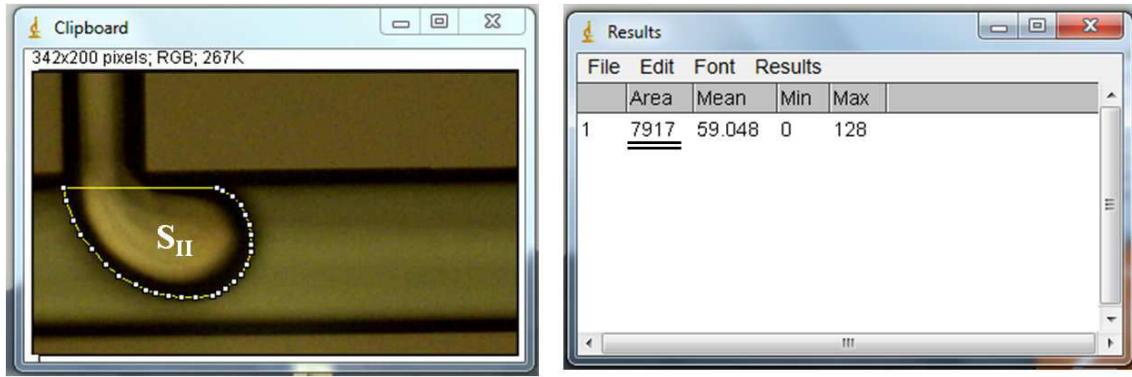 Clipboard
342x200 pixels; RGB; 267K
S_II
Results
File Edit Font Results
Area Mean Min Max
1 7917 59.048 0 128